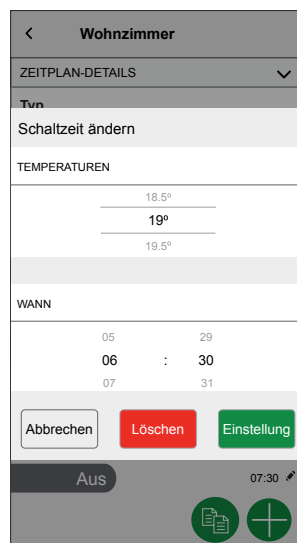 Wohnzimmer
ZEITPLAN-DETAILS
Typ
Schaltzeit ändern
TEMPERATUREN
18.5º
19º
19.5º
WANN
05 29
06 : 30
07 31
Abbrechen Löschen Einstellung
Aus 07:30